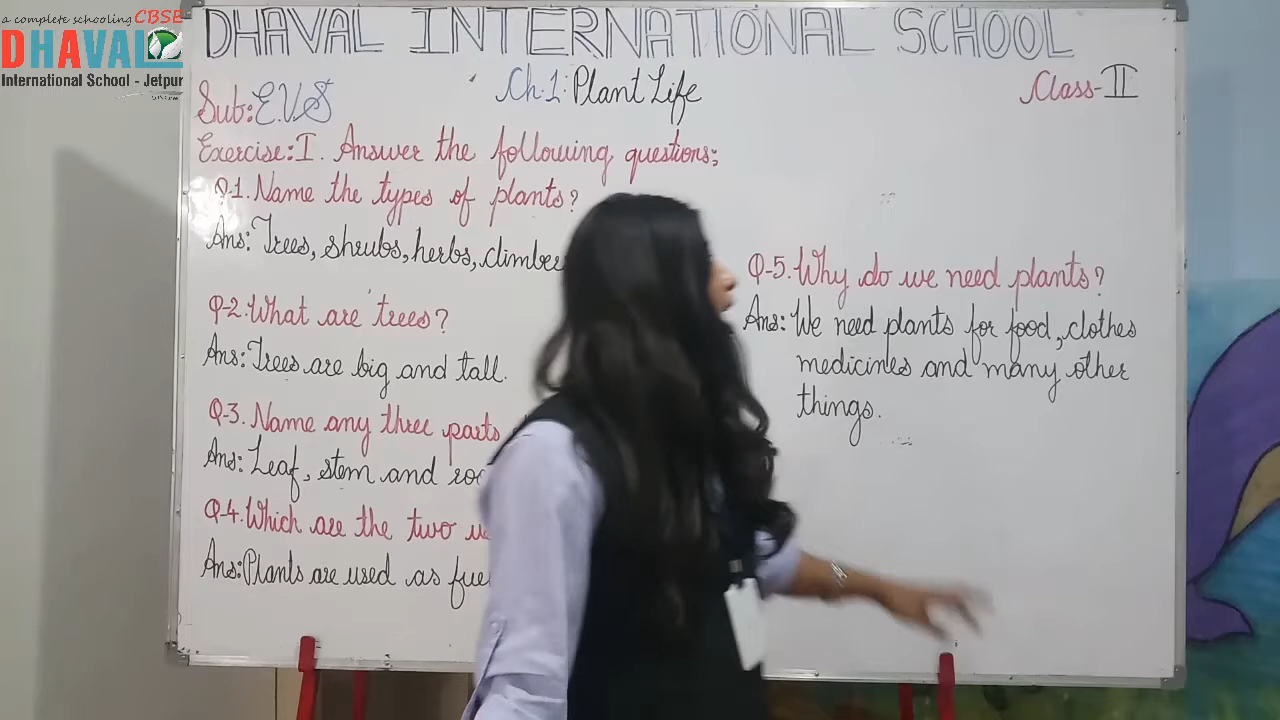 a complete schooling CBSE
DHAVAL
International School - Jetpur
DHAVAL INTERNATIONAL SCHOOL
Sub: E.V.S
Ch.1: Plant Life
Class-II
Exercise: I. Answer the following questions:
Q-1. Name the types of plants?
Ans: Trees, shrubs, herbs, climbe
Q-2. What are trees?
Ans: Trees are big and tall.
Q-3. Name any three parts
Ans: Leaf, stem and
Q-4. Which are the two
Ans: Plants are used as fue
Q-5. Why do we need plants?
Ans: We need plants for food, clothes
medicines and many other
things.